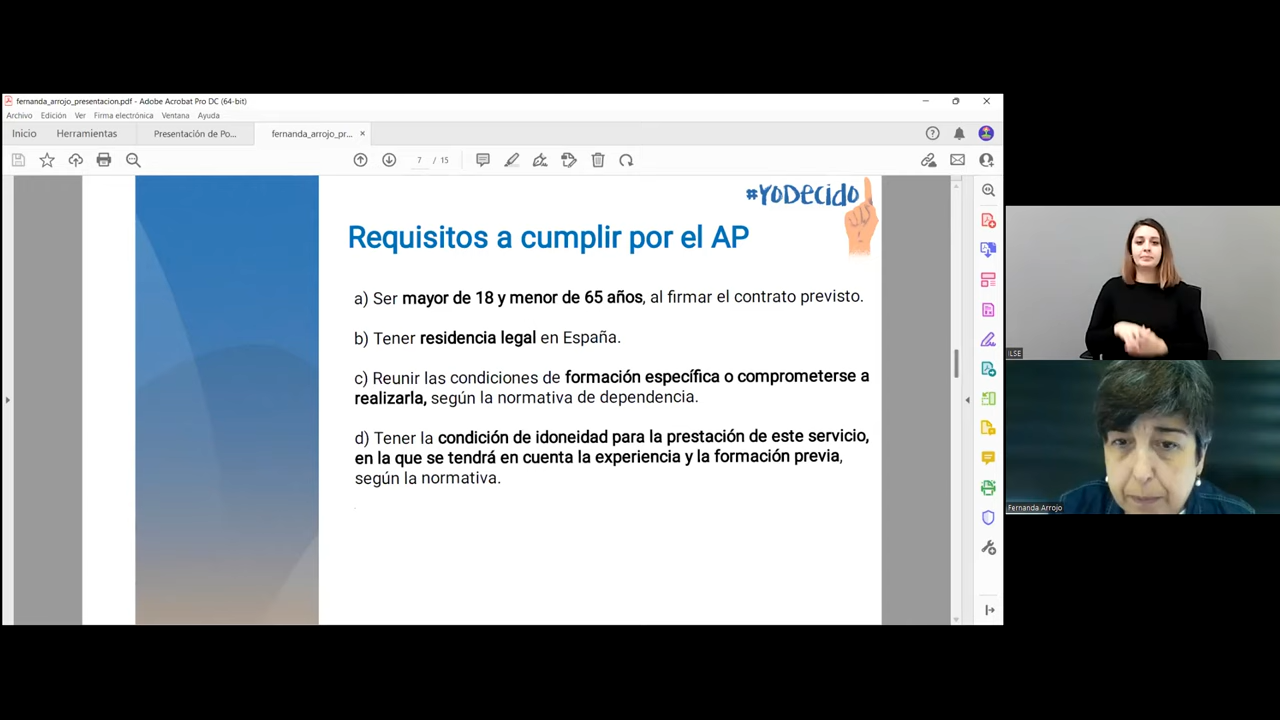 fernanda_arrojo_presentacion.pdf - Adobe Acrobat Pro DC (64-bit)
Archivo Edición Ver Firma electrónica Ventana Ayuda
Inicio Herramientas Presentación de Po... fernanda_arrojo_pr... ×
7 / 15
#YoDecido
Requisitos a cumplir por el AP
a) Ser mayor de 18 y menor de 65 años, al firmar el contrato previsto.
b) Tener residencia legal en España.
c) Reunir las condiciones de formación específica o comprometerse a
realizarla, según la normativa de dependencia.
d) Tener la condición de idoneidad para la prestación de este servicio,
en la que se tendrá en cuenta la experiencia y la formación previa,
según la normativa.
ILSE
Fernanda Arrojo